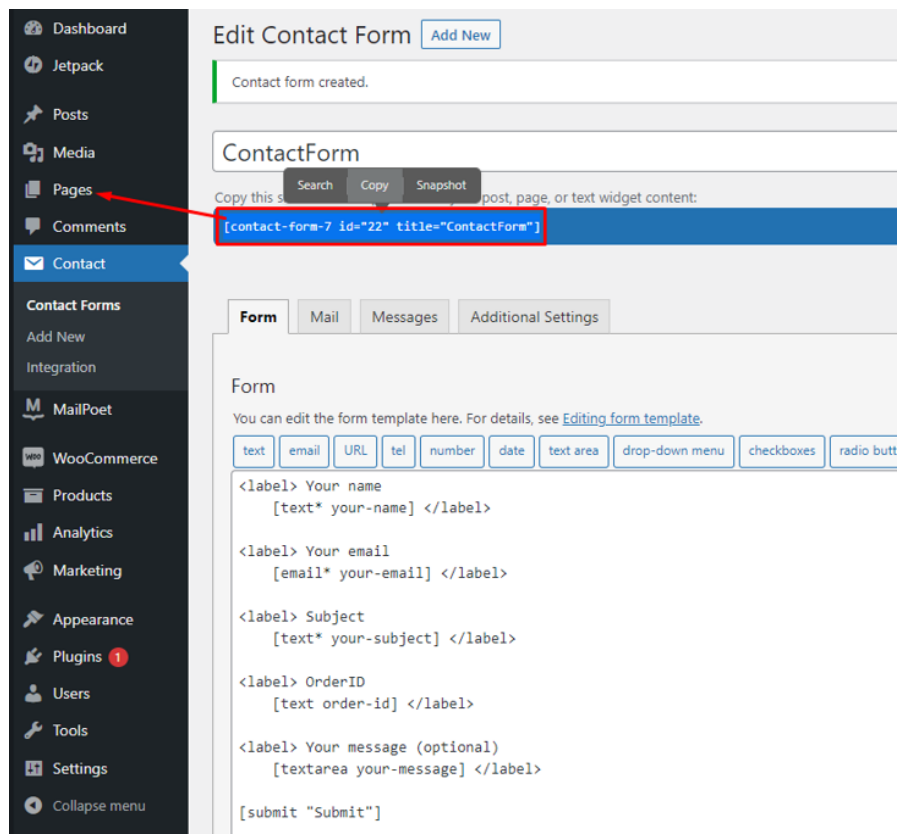 Dashboard
Jetpack
Posts
Media
Pages
Comments
Contact
Contact Forms
Add New
Integration
MailPoet
WooCommerce
Products
Analytics
Marketing
Appearance
Plugins 1
Users
Tools
Settings
Collapse menu
Edit Contact Form Add New
Contact form created.
ContactForm
Search Copy Snapshot
Copy this s post, page, or text widget content:
[contact-form-7 id="22" title="ContactForm"]
Form Mail Messages Additional Settings
Form
You can edit the form template here. For details, see Editing form template.
text email URL tel number date text area drop-down menu checkboxes radio butt
<label> Your name
[text* your-name] </label>
<label> Your email
[email* your-email] </label>
<label> Subject
[text* your-subject] </label>
<label> OrderID
[text order-id] </label>
<label> Your message (optional)
[textarea your-message] </label>
[submit "Submit"]